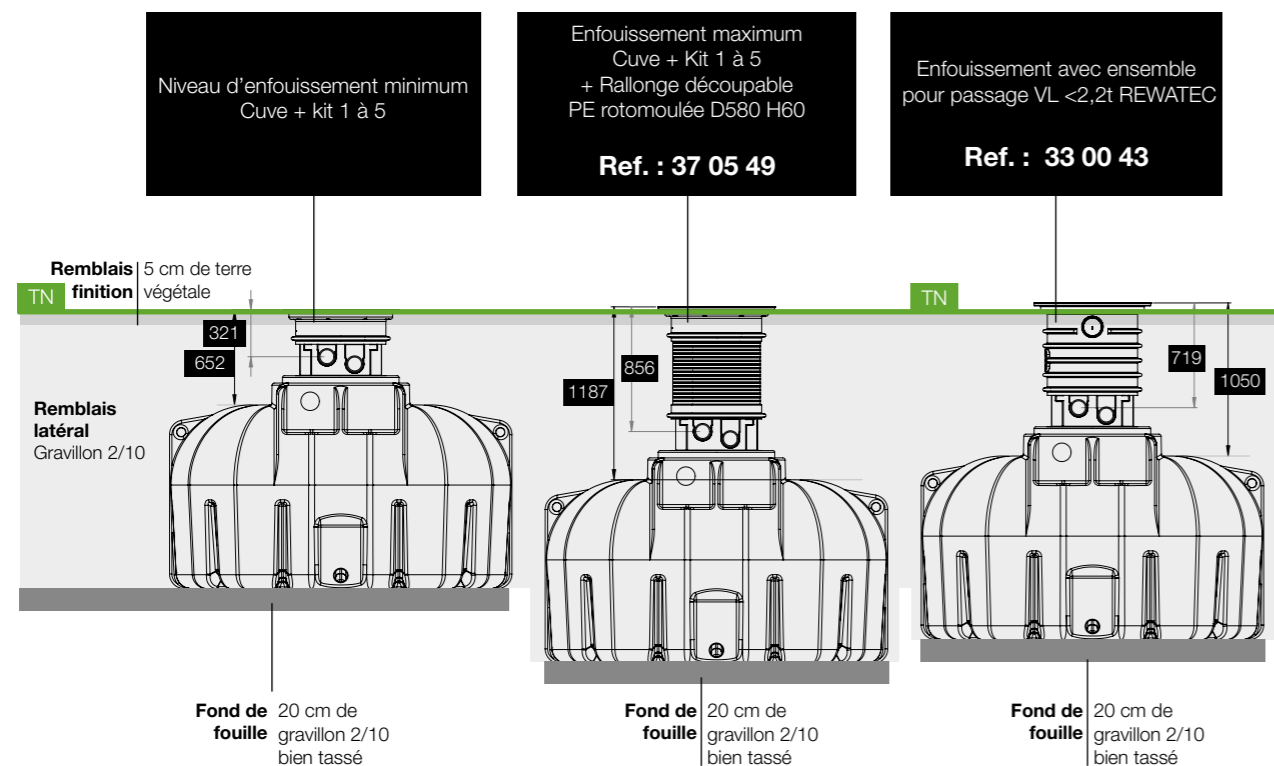 Niveau d'enfouissement minimum
Cuve + kit 1 à 5
Enfouissement maximum
Cuve + Kit 1 à 5
+ Rallonge découpable
PE rotomoulée D580 H60
Ref. : 37 05 49
Enfouissement avec ensemble
pour passage VL <2,2t REWATEC
Ref. : 33 00 43
Remblais 5 cm de terre
finition végétale
TN
TN
321
652
856
1187
719
1050
Remblais
latéral
Gravillon 2/10
Fond de 20 cm de
fouille gravillon 2/10
bien tassé
Fond de 20 cm de
fouille gravillon 2/10
bien tassé
Fond de 20 cm de
fouille gravillon 2/10
bien tassé